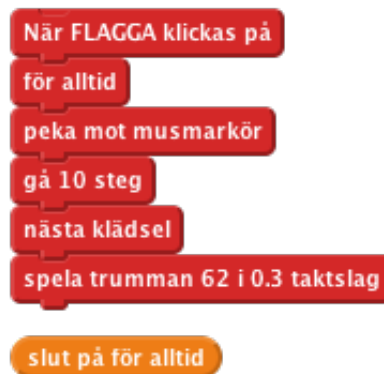 När FLAGGA klickas på
för alltid
peka mot musmarkör
gå 10 steg
nästa klädsel
spela trumman 62 i 0.3 taktslag
slut på för alltid